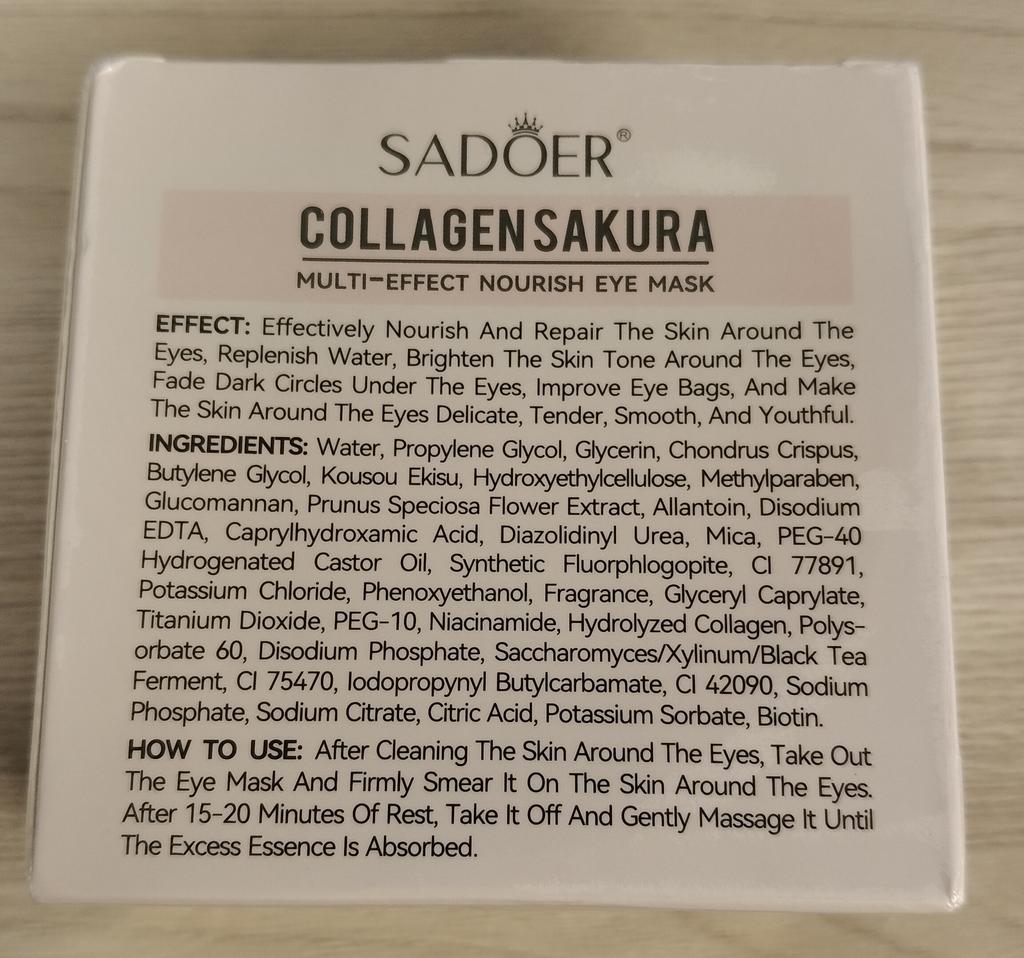 SADOER®
COLLAGEN SAKURA
MULTI-EFFECT NOURISH EYE MASK
EFFECT: Effectively Nourish And Repair The Skin Around The
Eyes, Replenish Water, Brighten The Skin Tone Around The Eyes,
Fade Dark Circles Under The Eyes, Improve Eye Bags, And Make
The Skin Around The Eyes Delicate, Tender, Smooth, And Youthful.
INGREDIENTS: Water, Propylene Glycol, Glycerin, Chondrus Crispus,
Butylene Glycol, Kousou Ekisu, Hydroxyethylcellulose, Methylparaben,
Glucomannan, Prunus Speciosa Flower Extract, Allantoin, Disodium
EDTA, Caprylhydroxamic Acid, Diazolidinyl Urea, Mica, PEG-40
Hydrogenated Castor Oil, Synthetic Fluorphlogopite, CI 77891,
Potassium Chloride, Phenoxyethanol, Fragrance, Glyceryl Caprylate,
Titanium Dioxide, PEG-10, Niacinamide, Hydrolyzed Collagen, Polys-
orbate 60, Disodium Phosphate, Saccharomyces/Xylinum/Black Tea
Ferment, CI 75470, Iodopropynyl Butylcarbamate, CI 42090, Sodium
Phosphate, Sodium Citrate, Citric Acid, Potassium Sorbate, Biotin.
HOW TO USE: After Cleaning The Skin Around The Eyes, Take Out
The Eye Mask And Firmly Smear It On The Skin Around The Eyes.
After 15-20 Minutes Of Rest, Take It Off And Gently Massage It Until
The Excess Essence Is Absorbed.